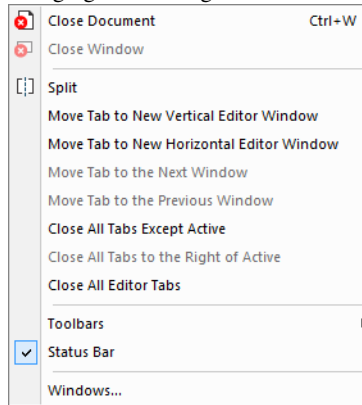 Close Document Ctrl+W
Close Window
Split
Move Tab to New Vertical Editor Window
Move Tab to New Horizontal Editor Window
Move Tab to the Next Window
Move Tab to the Previous Window
Close All Tabs Except Active
Close All Tabs to the Right of Active
Close All Editor Tabs
Toolbars
Status Bar
Windows...